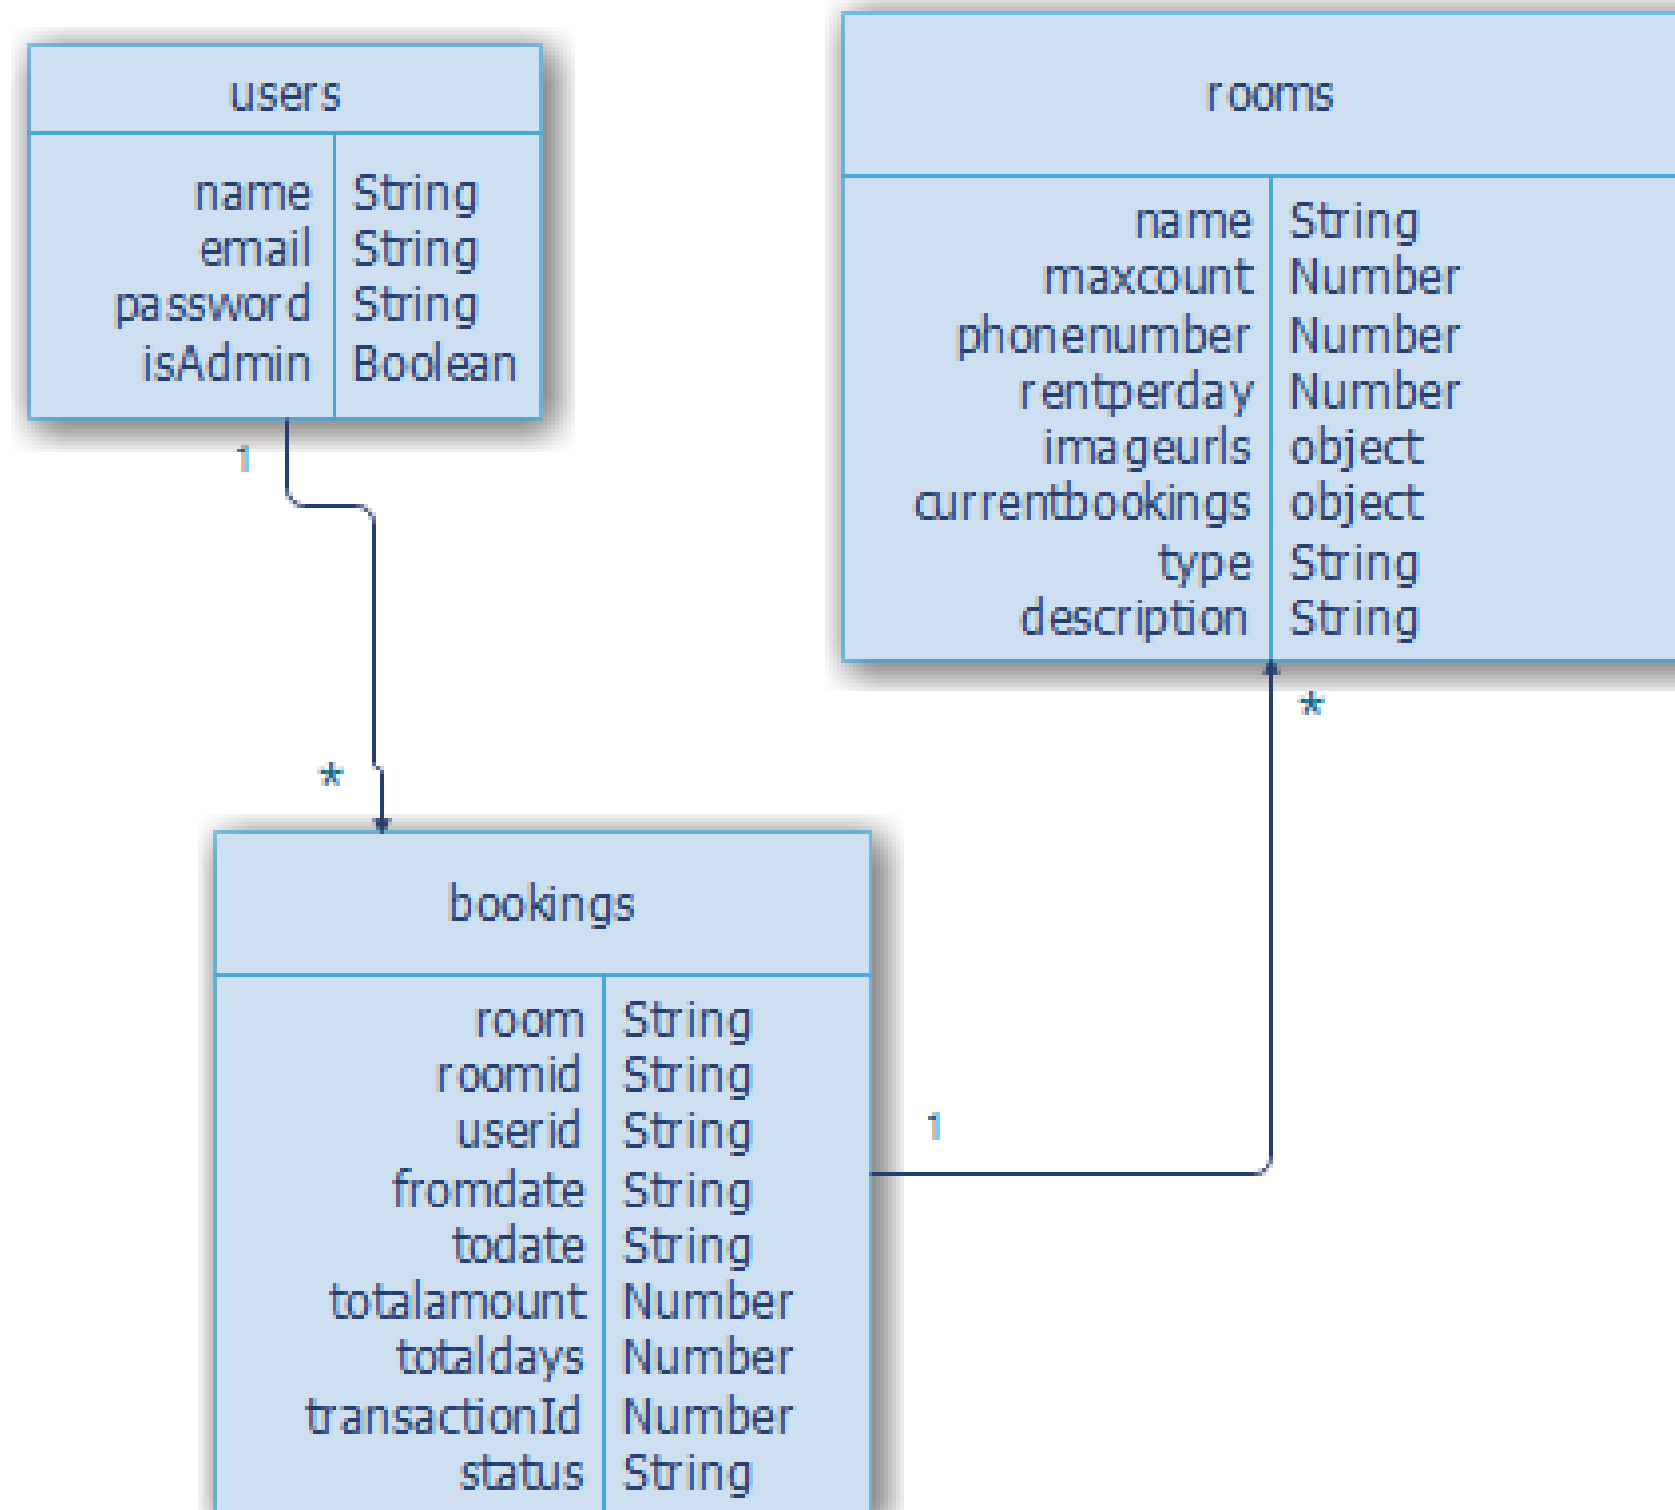 users
name String
email String
password String
isAdmin Boolean
1
*
rooms
name String
maxcount Number
phonenumber Number
rentperday Number
imageurls object
currentbookings object
type String
description String
*
1
bookings
room String
roomid String
userid String
fromdate String
todate String
totalamount Number
totaldays Number
transactionId Number
status String